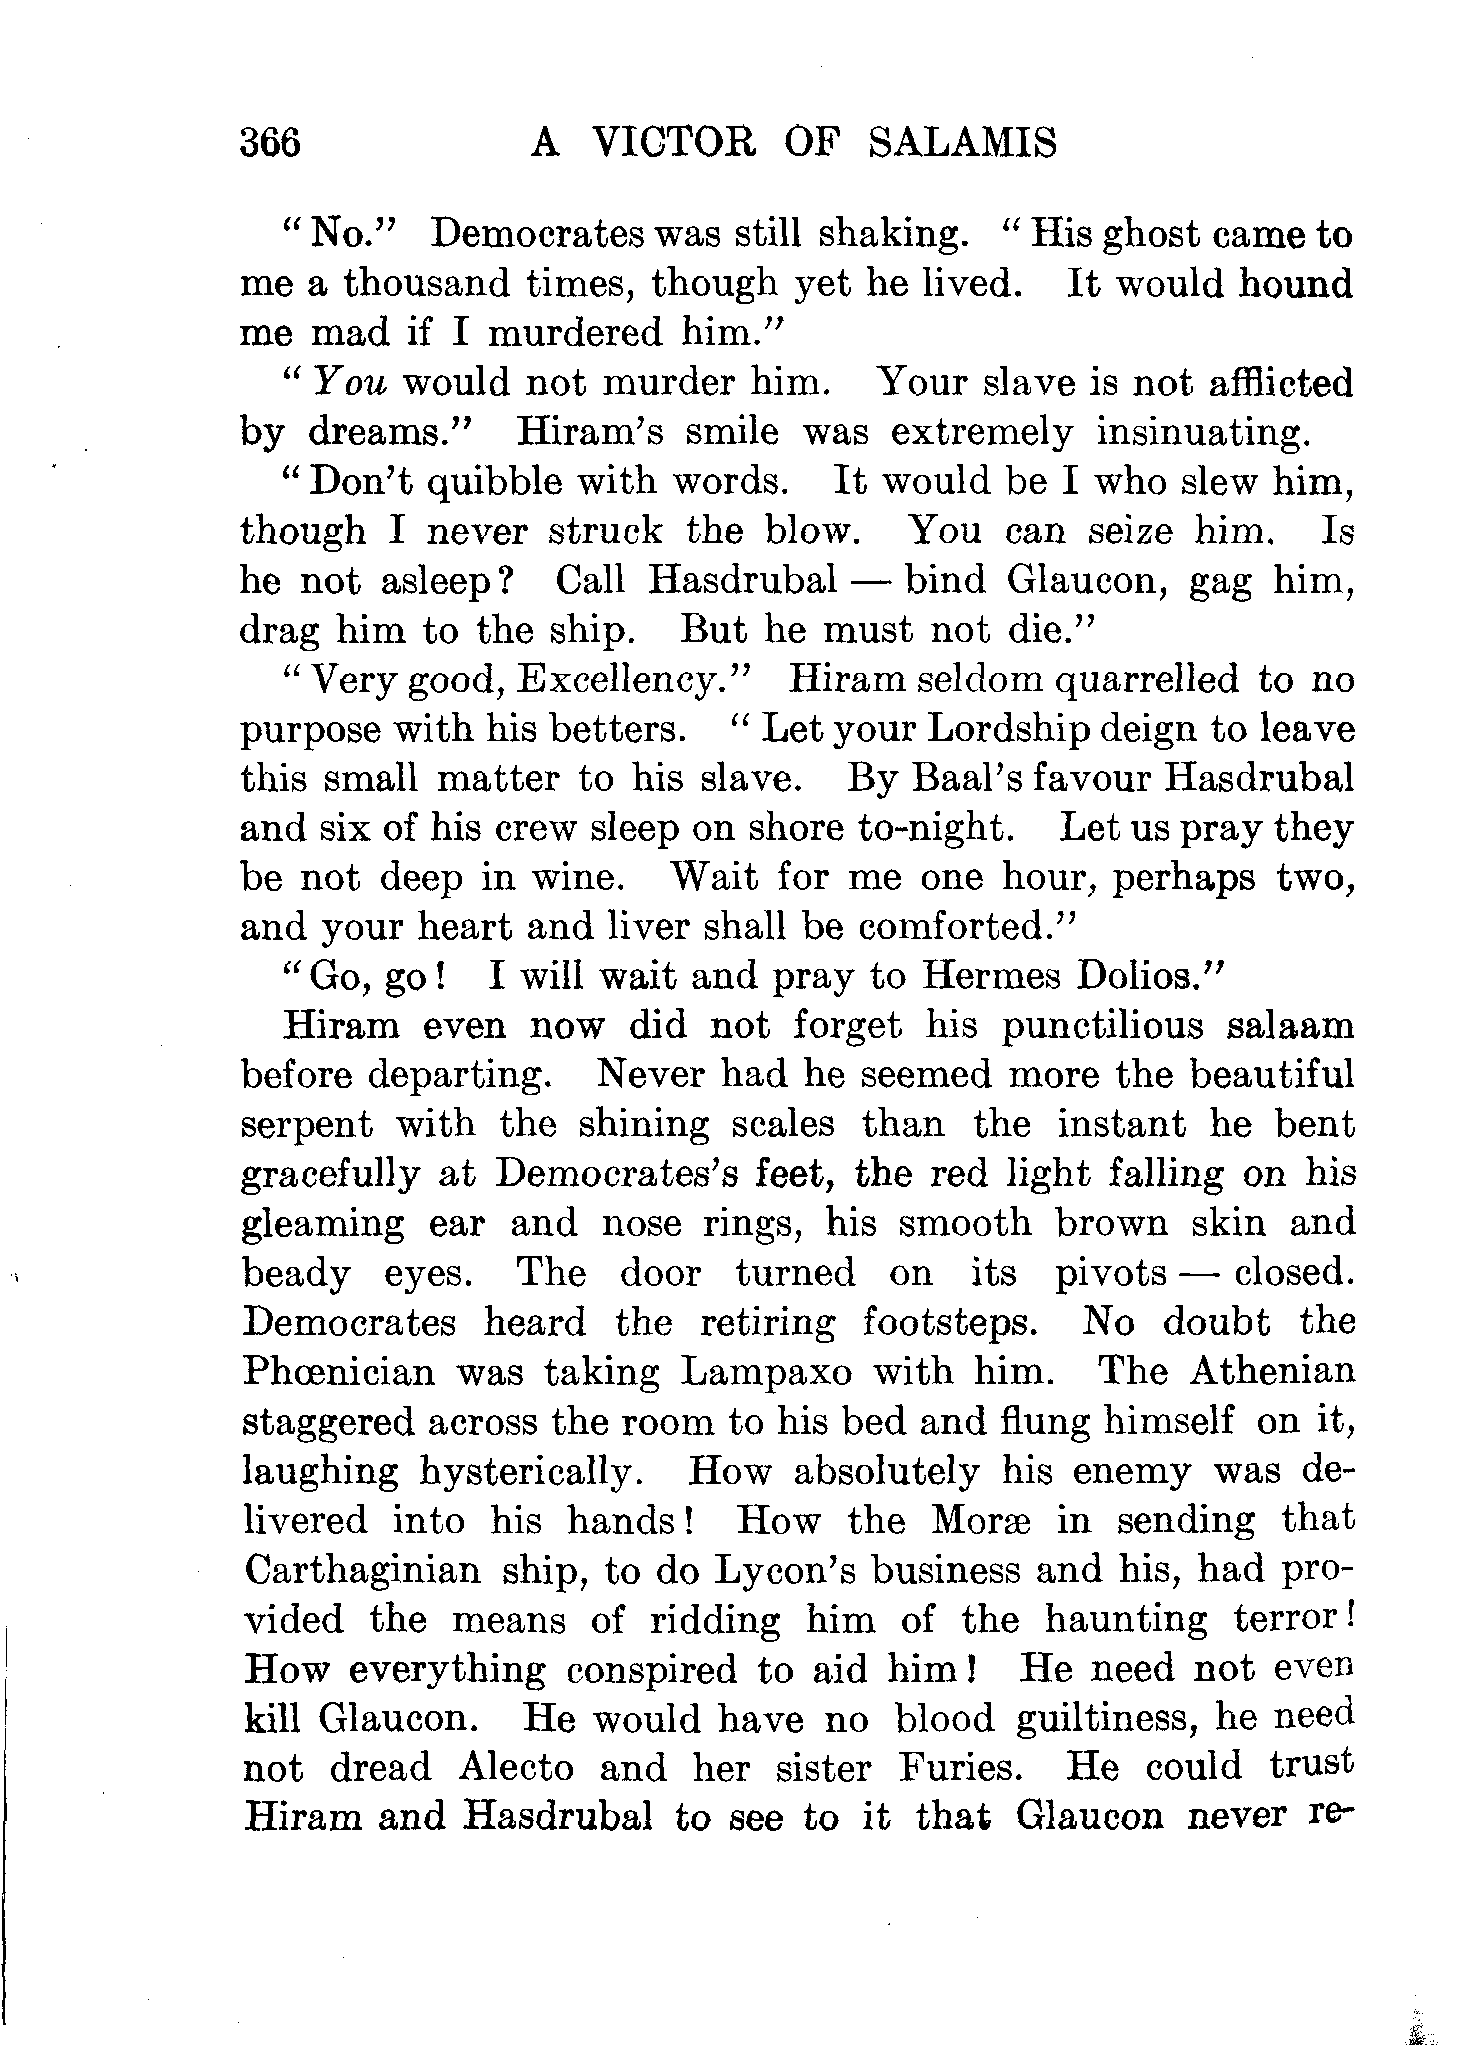 366 A VICTOR OF SALAMIS
“No.” Democrates was still shaking. “His ghost came to
me a thousand times, though yet he lived. It would hound
me mad if I murdered him.”
“You would not murder him. Your slave is not afflicted
by dreams.” Hiram’s smile was extremely insinuating.
“Don’t quibble with words. It would be I who slew him,
though I never struck the blow. You can seize him. Is
he not asleep? Call Hasdrubal — bind Glaucon, gag him,
drag him to the ship. But he must not die.”
“Very good, Excellency.” Hiram seldom quarrelled to no
purpose with his betters. “Let your Lordship deign to leave
this small matter to his slave. By Baal’s favour Hasdrubal
and six of his crew sleep on shore to-night. Let us pray they
be not deep in wine. Wait for me one hour, perhaps two,
and your heart and liver shall be comforted.”
“Go, go! I will wait and pray to Hermes Dolios.”
Hiram even now did not forget his punctilious salaam
before departing. Never had he seemed more the beautiful
serpent with the shining scales than the instant he bent
gracefully at Democrates’s feet, the red light falling on his
gleaming ear and nose rings, his smooth brown skin and
beady eyes. The door turned on its pivots — closed.
Democrates heard the retiring footsteps. No doubt the
Phœnician was taking Lampaxo with him. The Athenian
staggered across the room to his bed and flung himself on it,
laughing hysterically. How absolutely his enemy was de-
livered into his hands! How the Moræ in sending that
Carthaginian ship, to do Lycon’s business and his, had pro-
vided the means of ridding him of the haunting terror!
How everything conspired to aid him! He need not even
kill Glaucon. He would have no blood guiltiness, he need
not dread Alecto and her sister Furies. He could trust
Hiram and Hasdrubal to see to it that Glaucon never re-